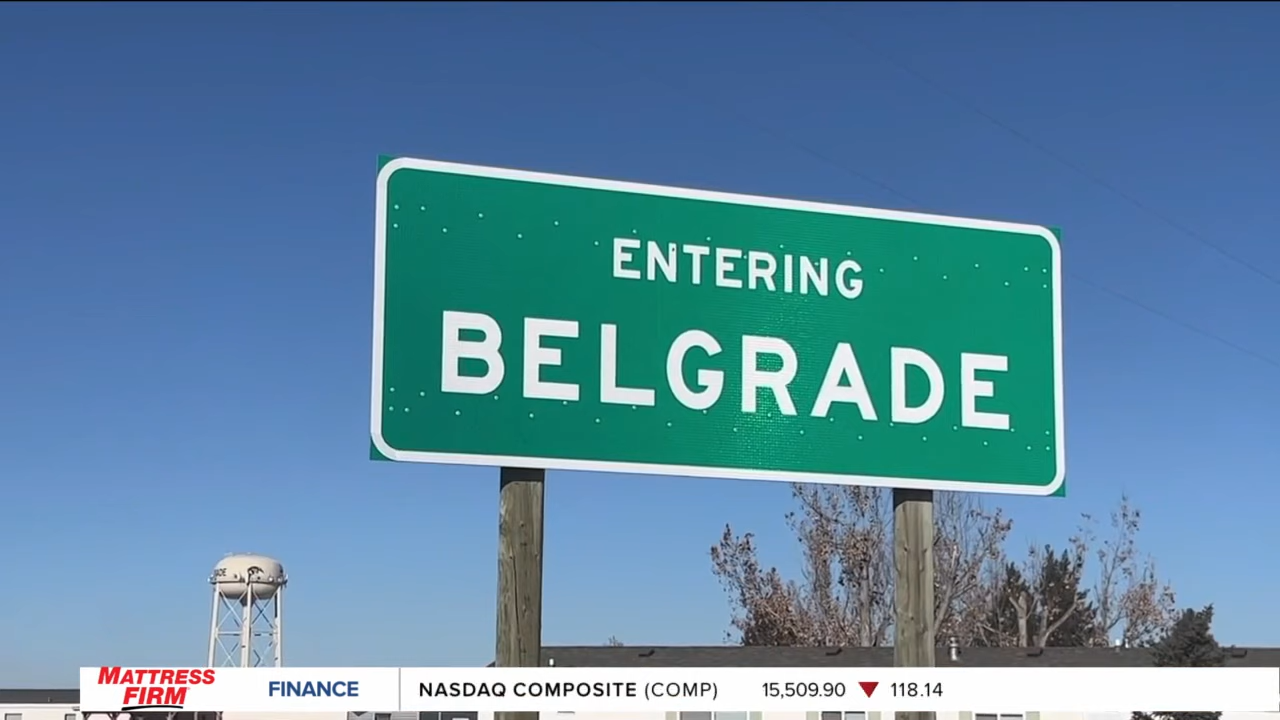 ENTERING
BELGRADE
MATTRESS
FIRM
FINANCE
NASDAQ COMPOSITE (COMP) 15,509.90 ▼ 118.14